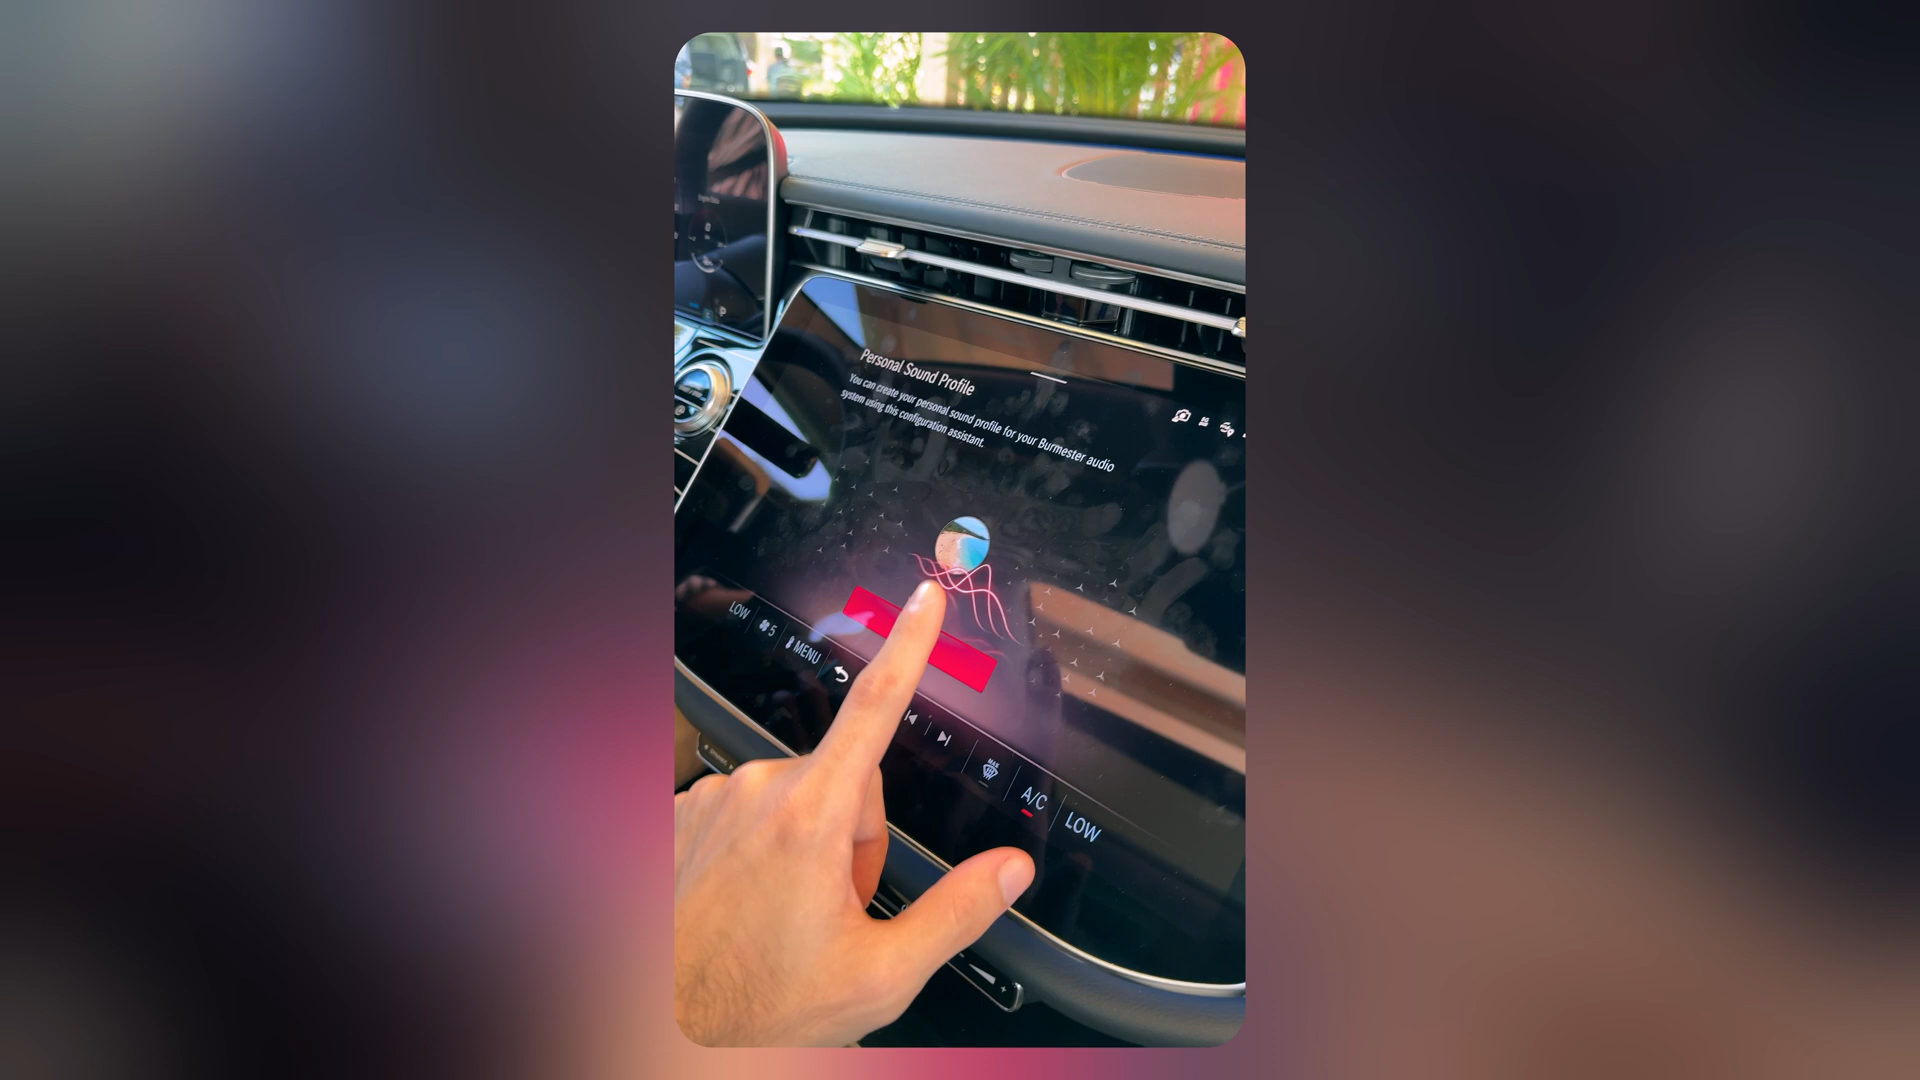 Personal Sound Profile
You can create your personal sound profile for your Burmester audio
system using this configuration assistant.
LOW
5
MENU
MAX
A/C
LOW
P